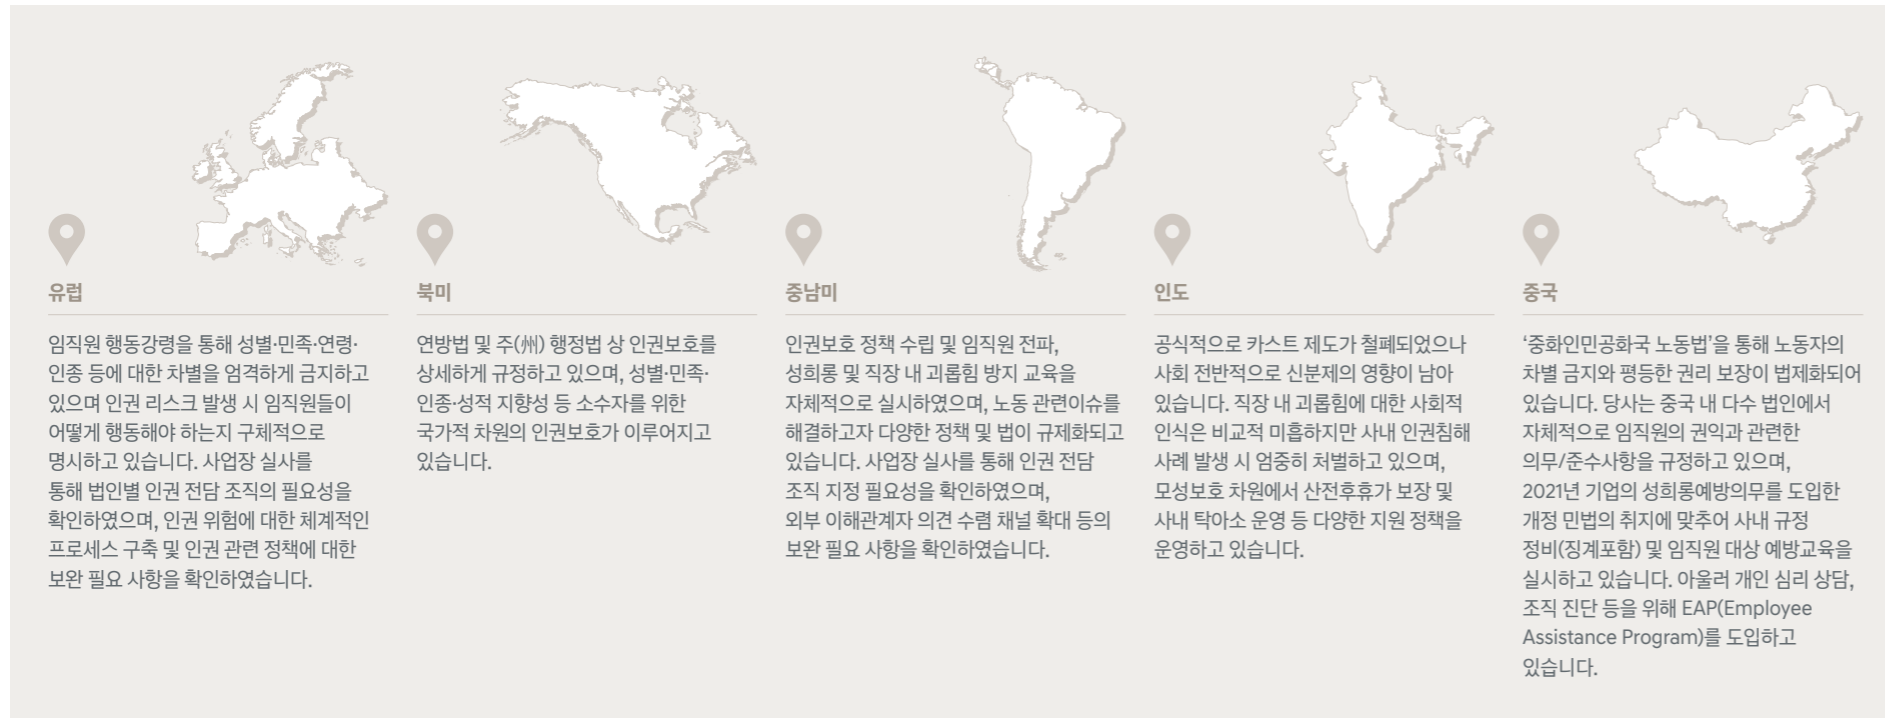 유럽
임직원 행동강령을 통해 성별·민족·연령·
인종 등에 대한 차별을 엄격하게 금지하고
있으며 인권 리스크 발생 시 임직원들이
어떻게 행동해야 하는지 구체적으로
명시하고 있습니다. 사업장 실사를
통해 법인별 인권 전담 조직의 필요성을
확인하였으며, 인권 위험에 대한 체계적인
프로세스 구축 및 인권 관련 정책에 대한
보완 필요 사항을 확인하였습니다.
북미
연방법 및 주(州) 행정법 상 인권보호를
상세하게 규정하고 있으며, 성별·민족·
인종·성적 지향성 등 소수자를 위한
국가적 차원의 인권보호가 이루어지고
있습니다.
중남미
인권보호 정책 수립 및 임직원 전파,
성희롱 및 직장 내 괴롭힘 방지 교육을
자체적으로 실시하였으며, 노동 관련이슈를
해결하고자 다양한 정책 및 법이 규제화되고
있습니다. 사업장 실사를 통해 인권 전담
조직 지정 필요성을 확인하였으며,
외부 이해관계자 의견 수렴 채널 확대 등의
보완 필요 사항을 확인하였습니다.
인도
공식적으로 카스트 제도가 철폐되었으나
사회 전반적으로 신분제의 영향이 남아
있습니다. 직장 내 괴롭힘에 대한 사회적
인식은 비교적 미흡하지만 사내 인권침해
사례 발생 시 엄중히 처벌하고 있으며,
모성보호 차원에서 산전후휴가 보장 및
사내 탁아소 운영 등 다양한 지원 정책을
운영하고 있습니다.
중국
‘중화인민공화국 노동법’을 통해 노동자의
차별 금지와 평등한 권리 보장이 법제화되어
있습니다. 당사는 중국 내 다수 법인에서
자체적으로 임직원의 권익과 관련한
의무/준수사항을 규정하고 있으며,
2021년 기업의 성희롱예방의무를 도입한
개정 민법의 취지에 맞추어 사내 규정
정비(징계포함) 및 임직원 대상 예방교육을
실시하고 있습니다. 아울러 개인 심리 상담,
조직 진단 등을 위해 EAP(Employee
Assistance Program)를 도입하고
있습니다.